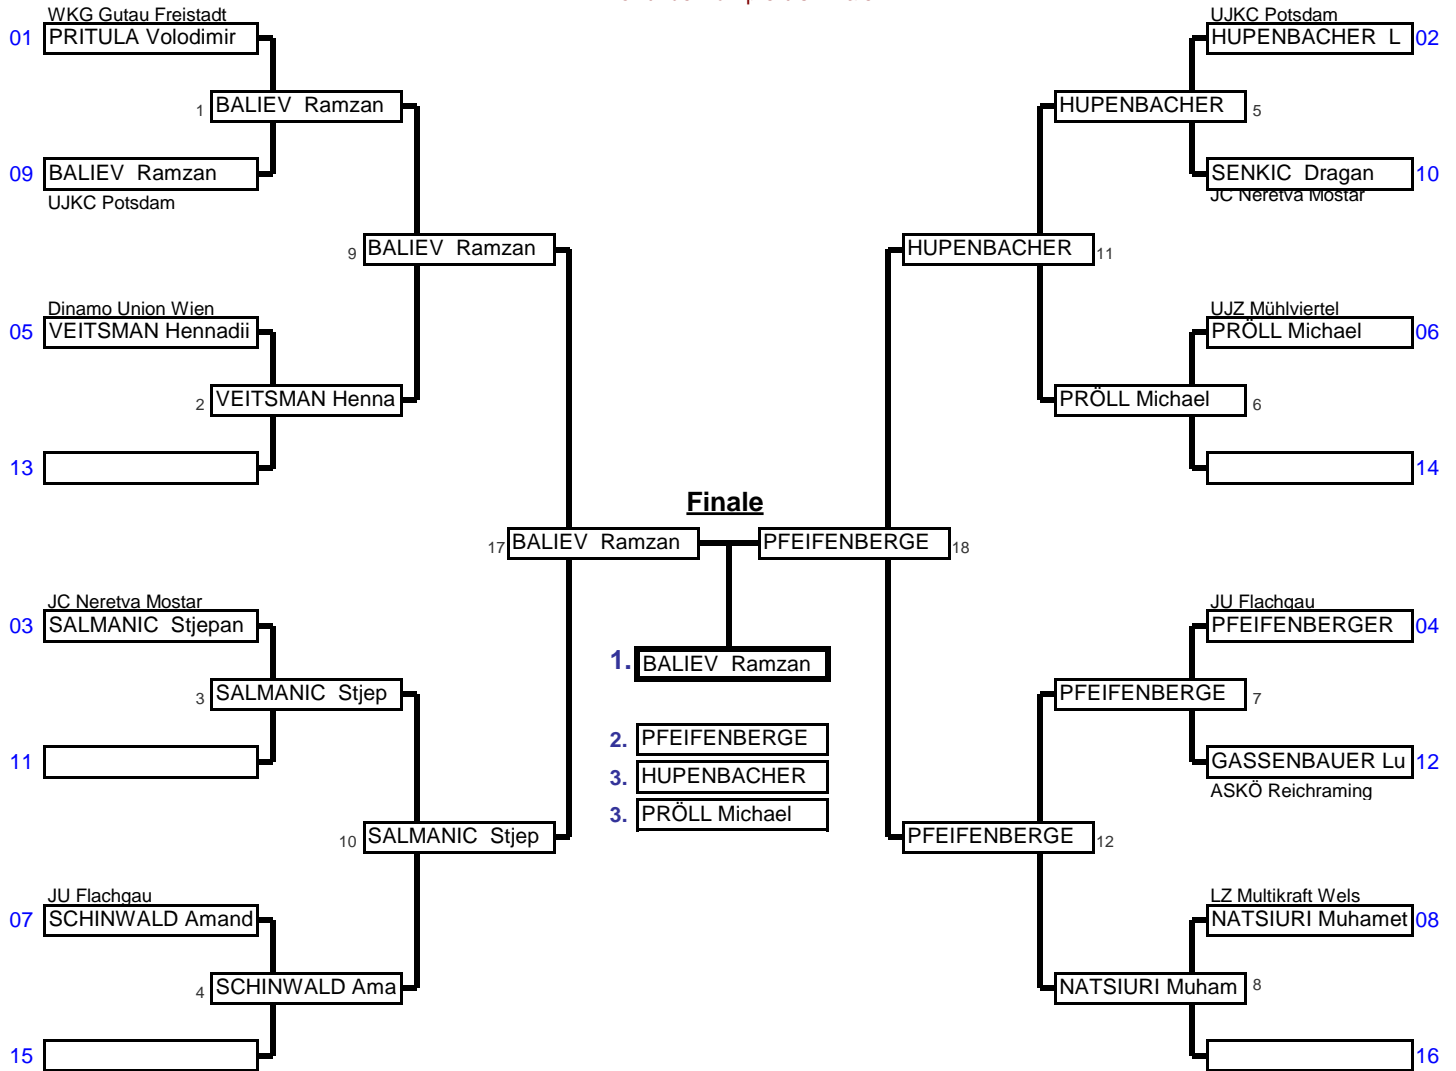 WKG Gutau Freistadt
01 PRITULA Volodimir
1 BALIEV Ramzan
09 BALIEV Ramzan
UJKC Potsdam
9 BALIEV Ramzan
Dinamo Union Wien
05 VEITSMAN Hennadii
2 VEITSMAN Henna
13
17 BALIEV Ramzan
JC Neretva Mostar
03 SALMANIC Stjepan
3 SALMANIC Stjep
11
10 SALMANIC Stjep
JU Flachgau
07 SCHINWALD Amand
4 SCHINWALD Ama
15
Finale
1. BALIEV Ramzan
2. PFEIFENBERGE
3. HUPENBACHER
3. PRÖLL Michael
UJKC Potsdam
HUPENBACHER L 02
HUPENBACHER 5
SENKIC Dragan 10
JC Neretva Mostar
HUPENBACHER 11
UJZ Mühlviertel
PRÖLL Michael 06
PRÖLL Michael 6
14
PFEIFENBERGE 18
JU Flachgau
PFEIFENBERGER 04
PFEIFENBERGE 7
GASSENBAUER Lu 12
ASKÖ Reichraming
PFEIFENBERGE 12
LZ Multikraft Wels
NATSIURI Muhamet 08
NATSIURI Muham 8
16